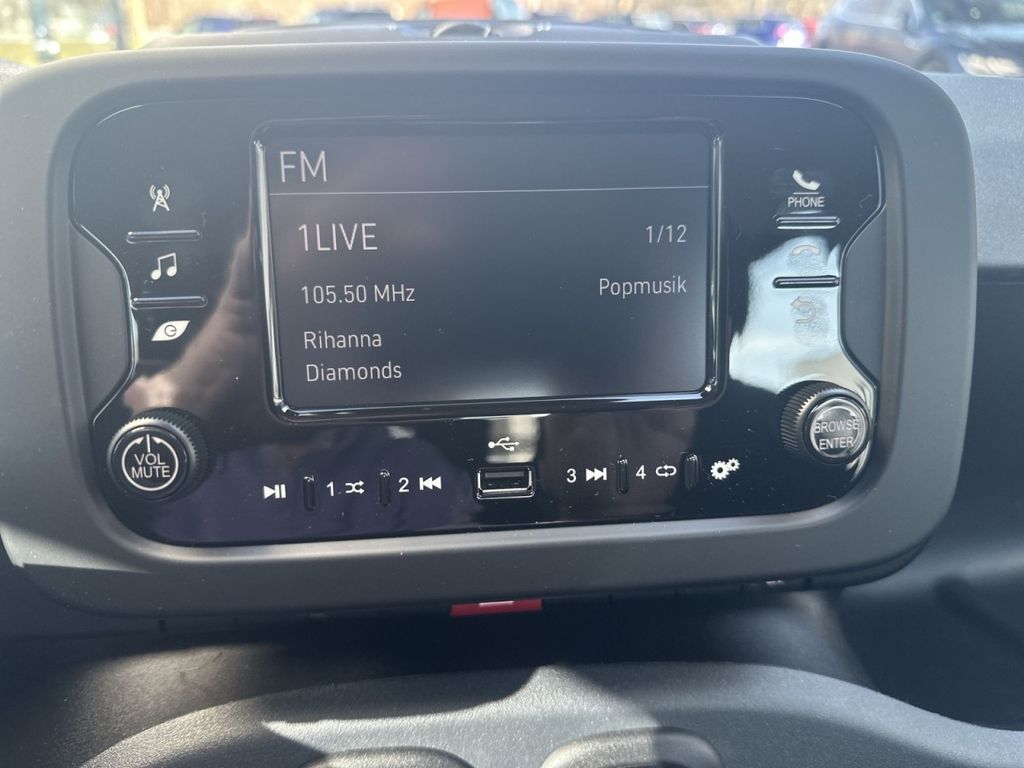 FM
1LIVE 1/12
105.50 MHz Popmusik
Rihanna
Diamonds
PHONE
VOL
MUTE
BROWSE
ENTER
1 2 3 4